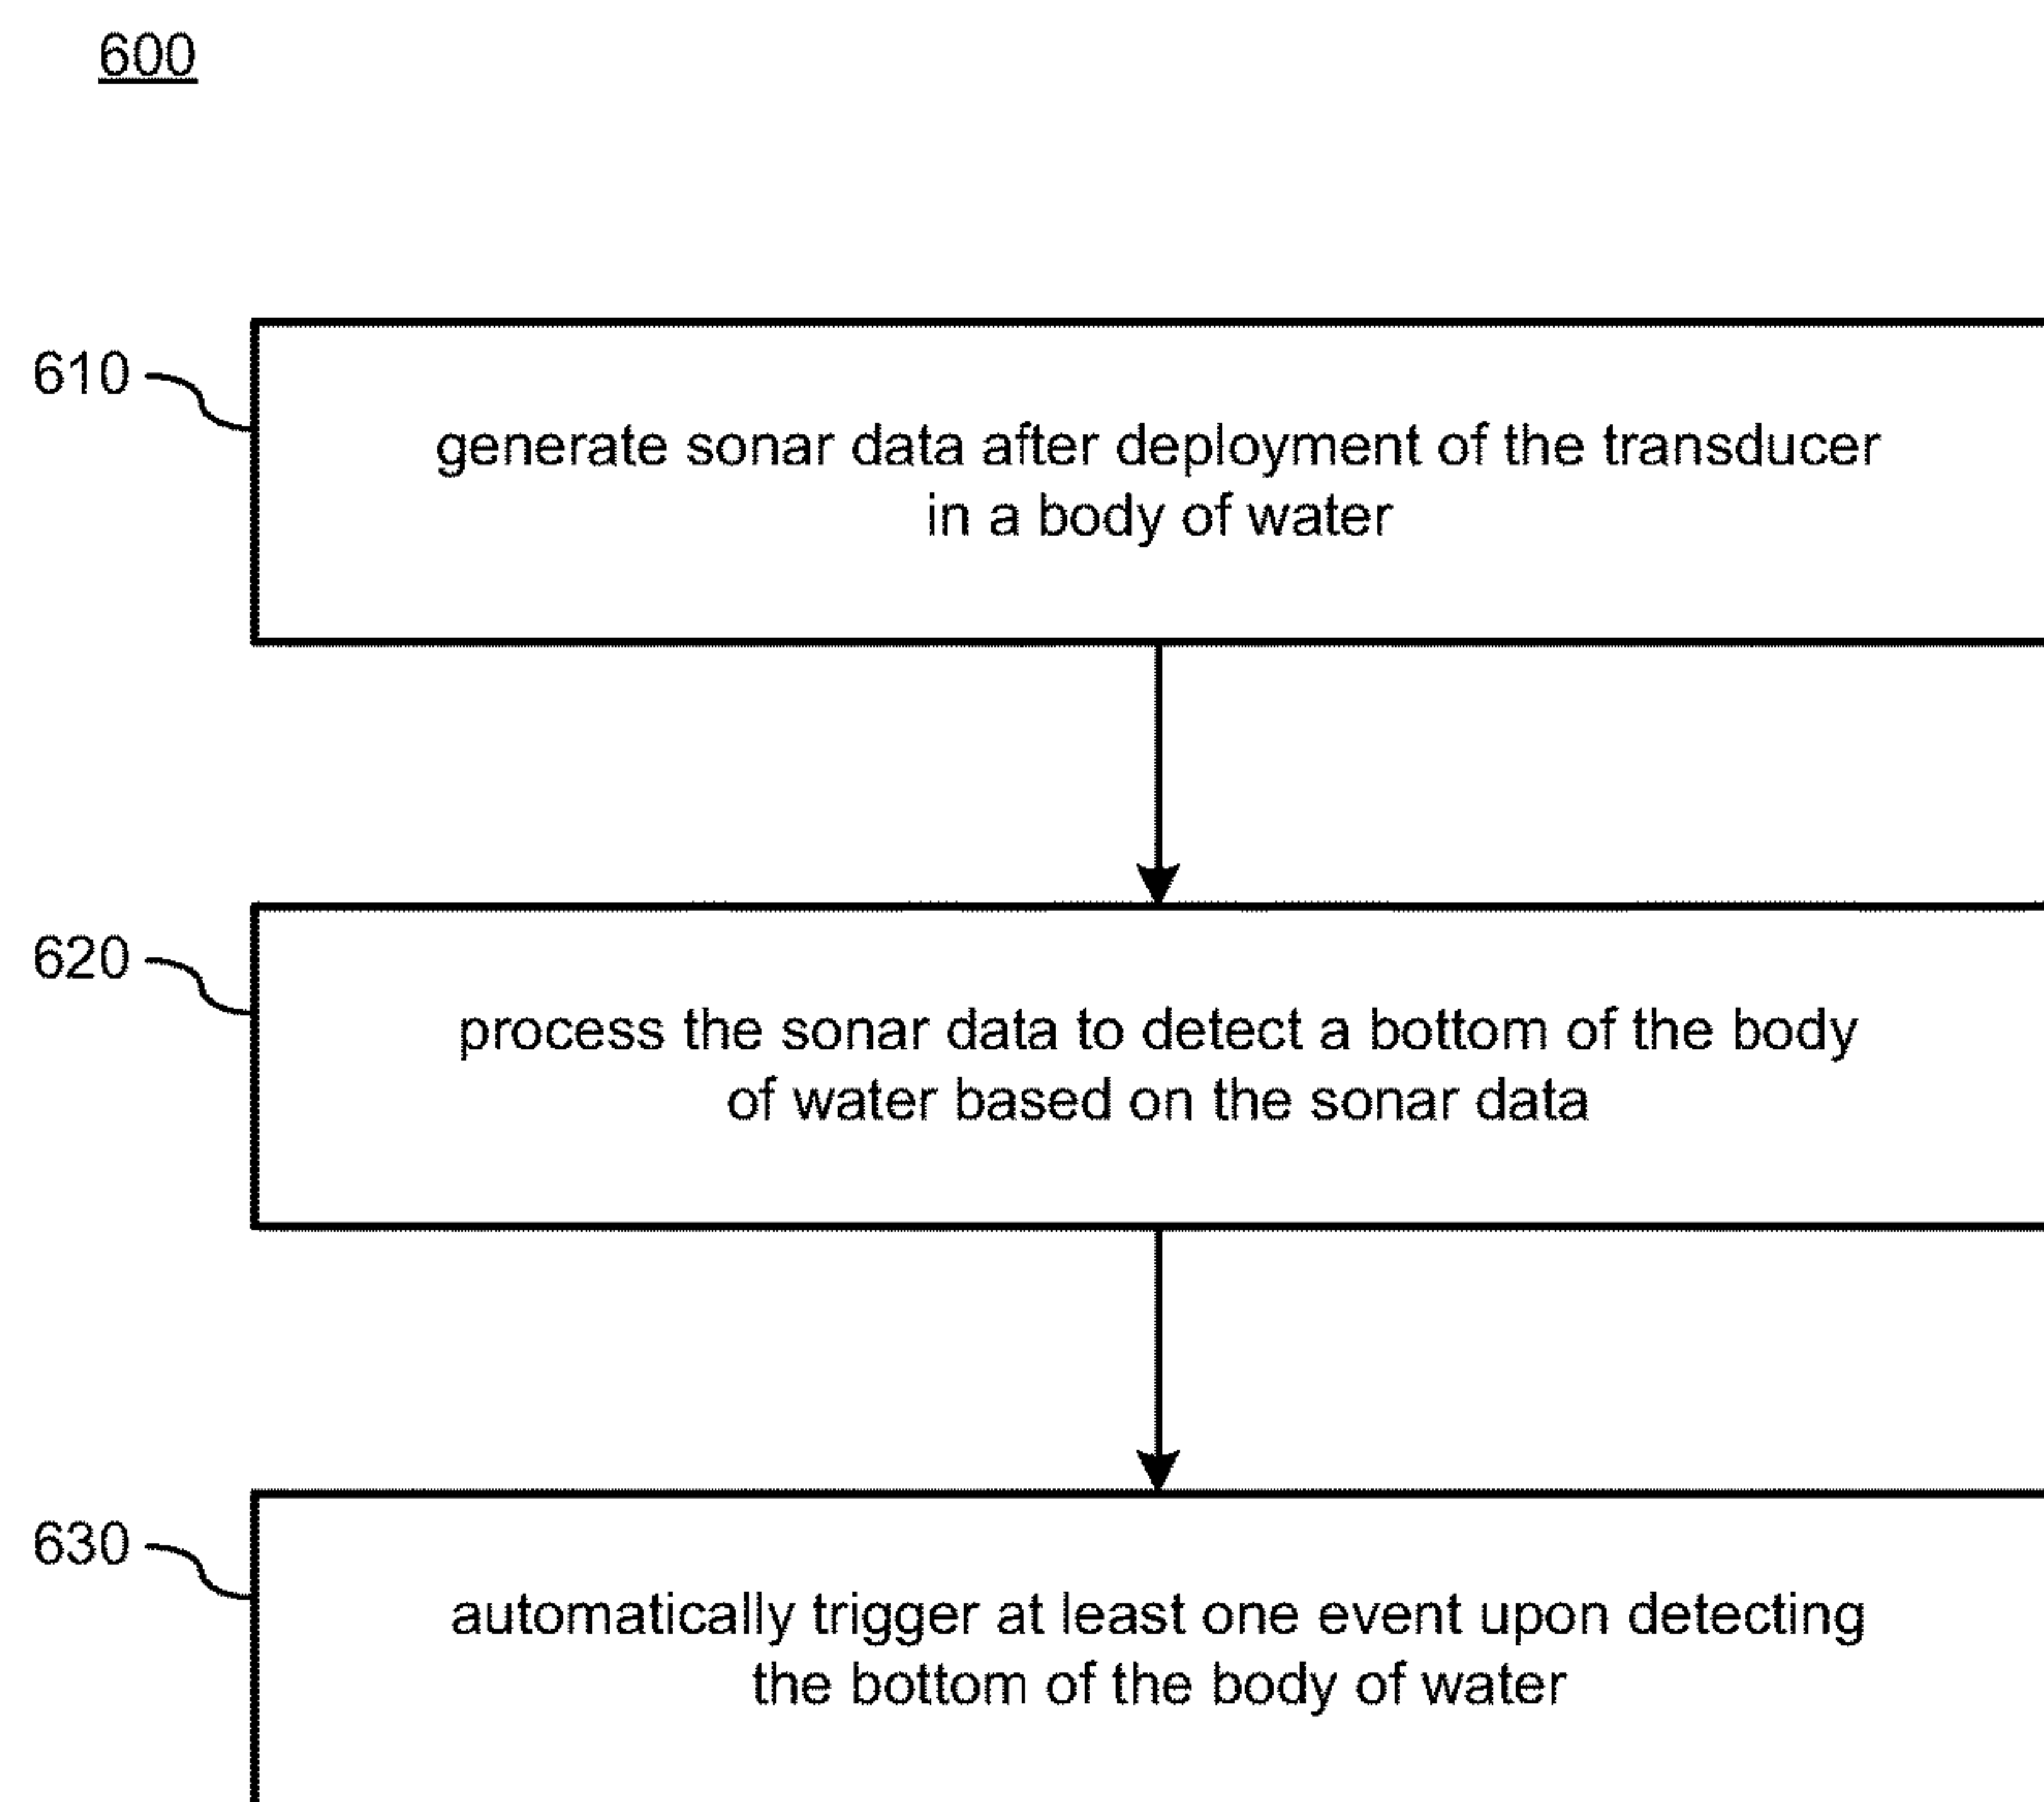 600
610
generate sonar data after deployment of the transducer
in a body of water
620
process the sonar data to detect a bottom of the body
of water based on the sonar data
630
automatically trigger at least one event upon detecting
the bottom of the body of water